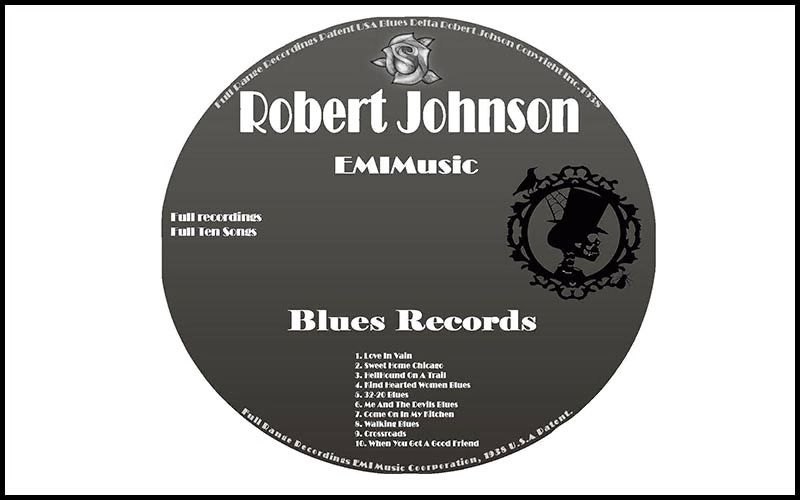 Full Range Recordings Patent USA Blues Delta Robert Johson Copyright Inc.1938
Robert Johnson
EMIMusic
Full recordings
Full Ten Songs
Blues Records
1. Love In Vain
2. Sweet Home Chicago
3. HellHound On A Trail
4. Kind Hearted Women Blues
5. 32-20 Blues
6. Me And The Devils Blues
7. Come On In My Kitchen
8. Walking Blues
9. Crossroads
10. When You Got A Good Friend
Full Range Recordings EMI Music Coorporation, 1938 U.S.A Patent.